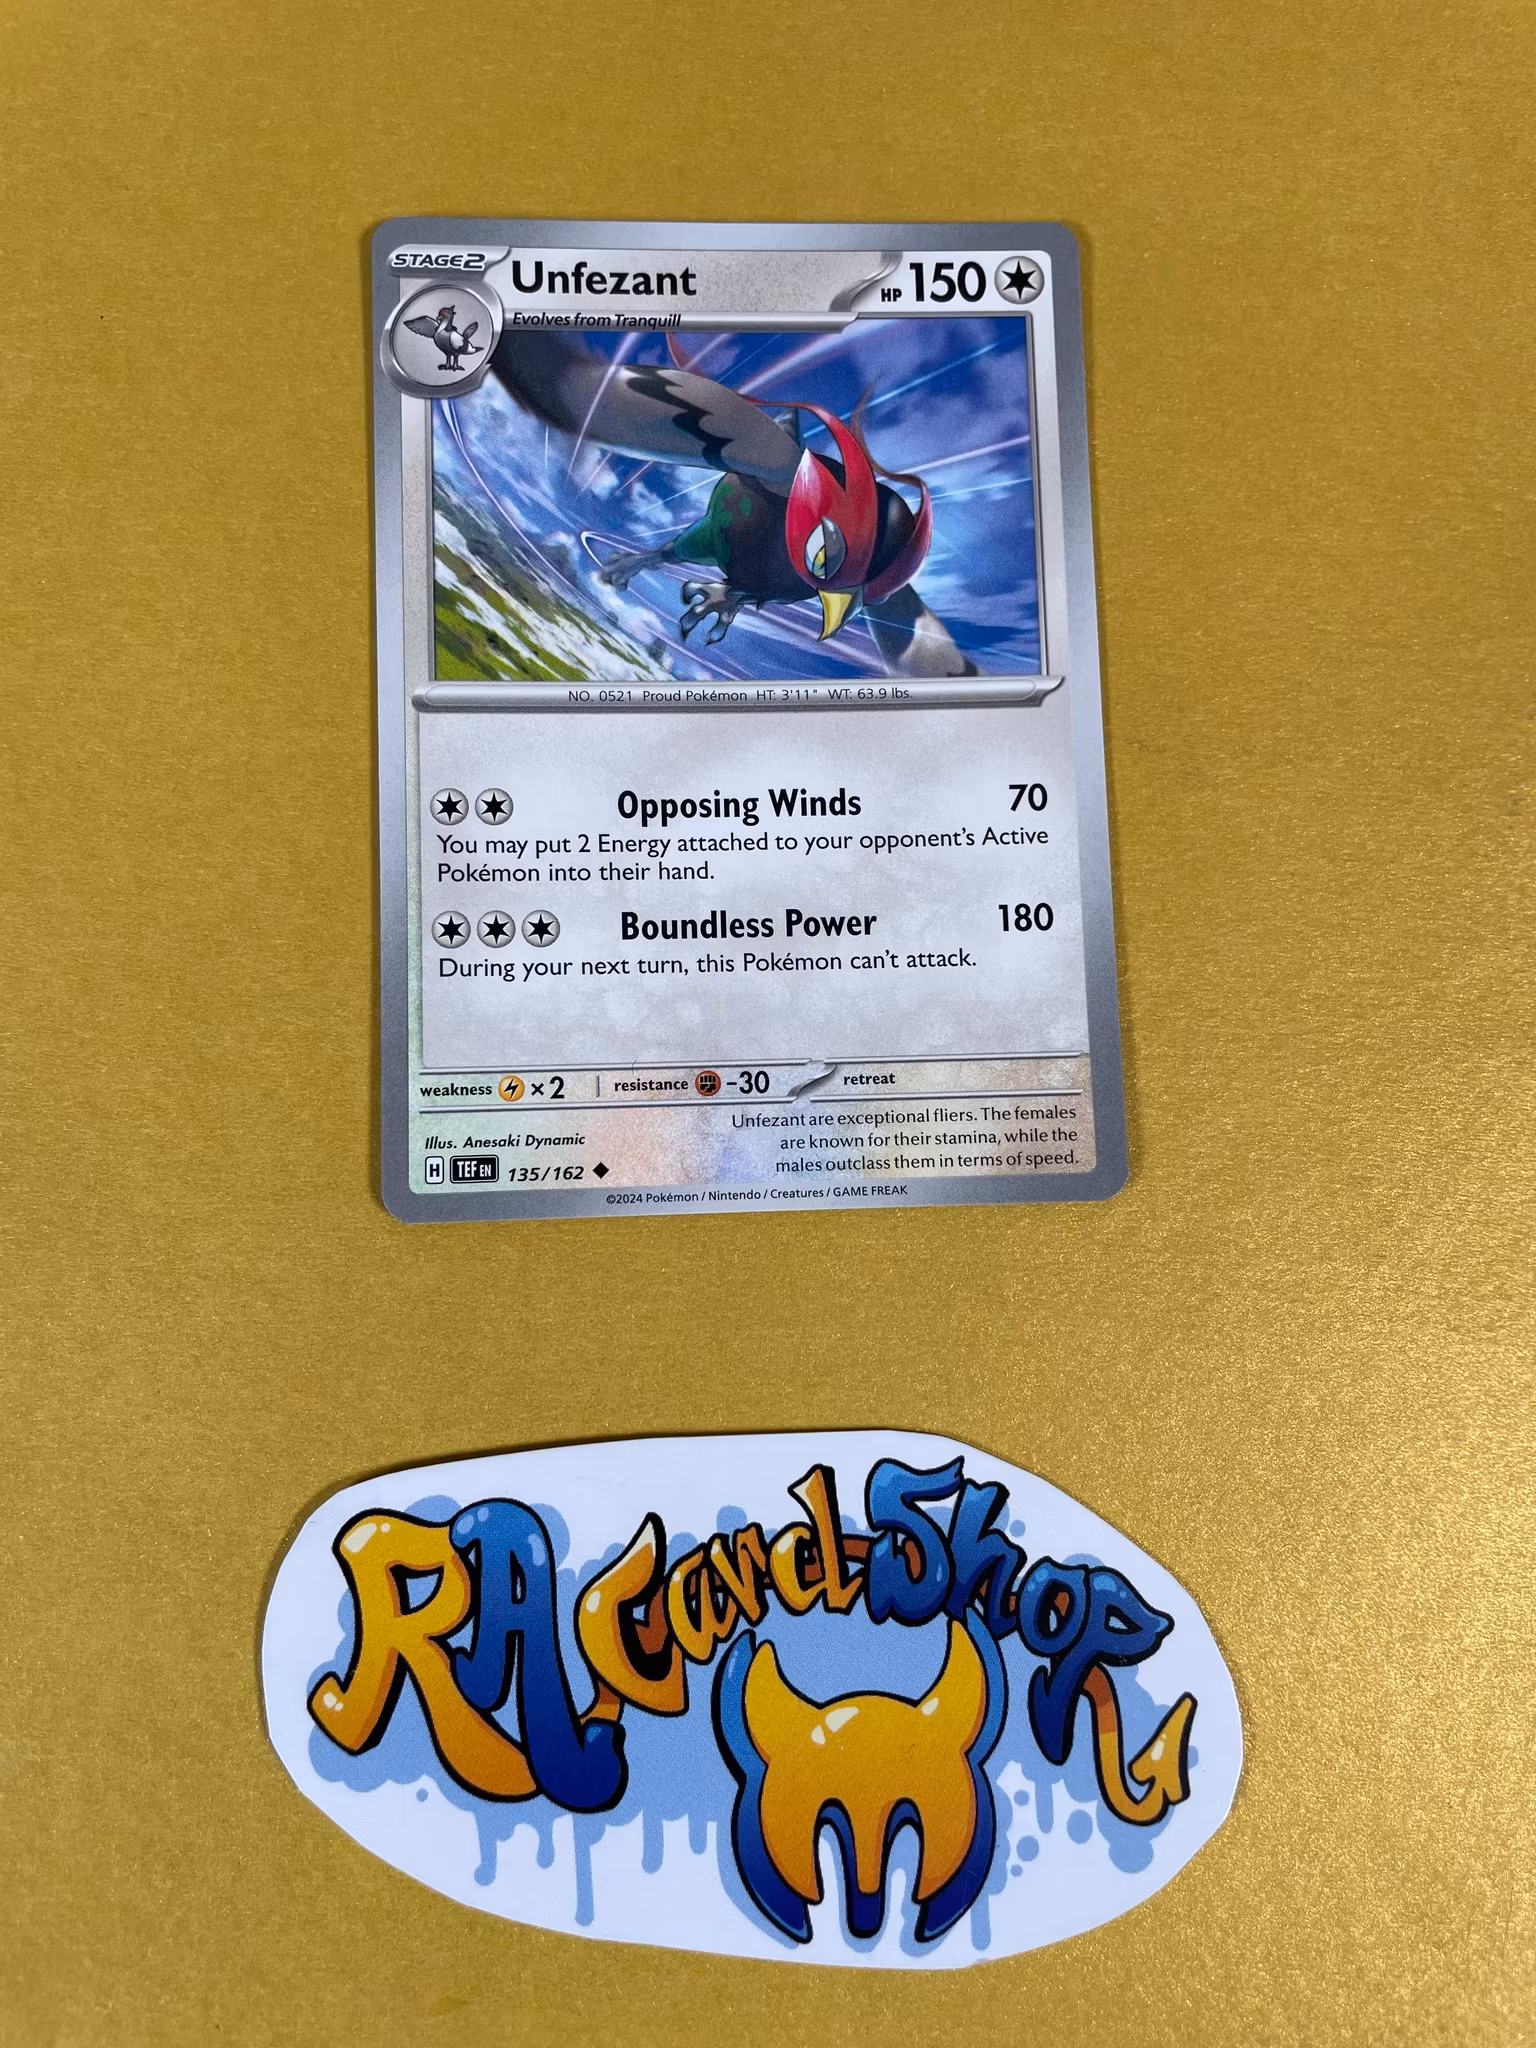 STAGE2
Unfezant
HP 150
Evolves from Tranquill
NO. 0521 Proud Pokémon HT: 3'11" WT: 63.9 lbs.
Opposing Winds 70
You may put 2 Energy attached to your opponent's Active
Pokémon into their hand.
Boundless Power 180
During your next turn, this Pokémon can't attack.
weakness ×2 resistance -30 retreat
Unfezant are exceptional fliers. The females
are known for their stamina, while the
males outclass them in terms of speed.
Illus. Anesaki Dynamic
H TEF EN 135/162
©2024 Pokémon / Nintendo / Creatures / GAME FREAK
RA Card Shop